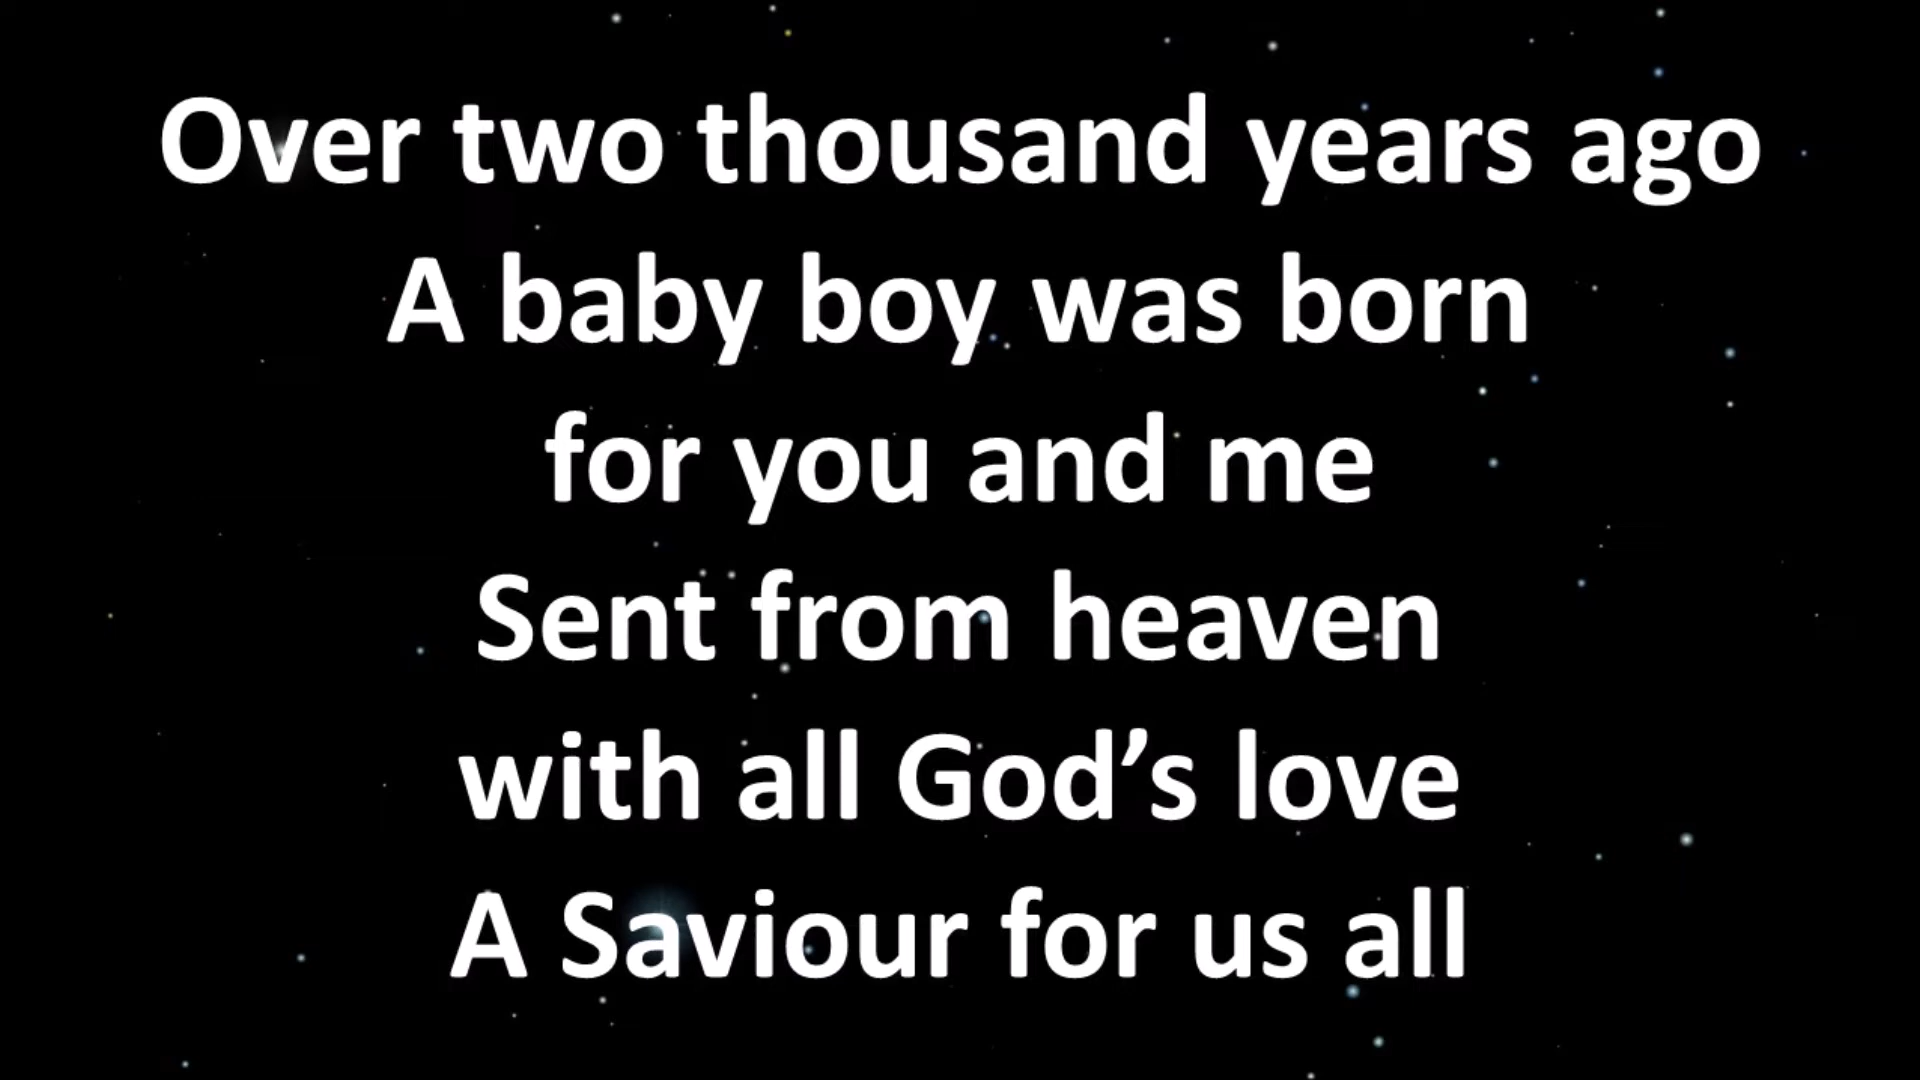 Over two thousand years ago
A baby boy was born
for you and me
Sent from heaven
with all God’s love
A Saviour for us all